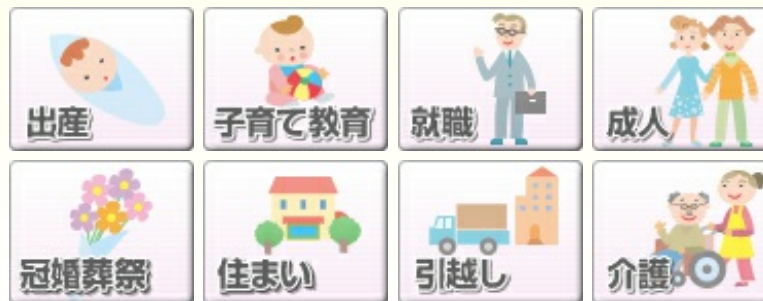 出産
子育て教育
就職
成人
冠婚葬祭
住まい
引越し
介護